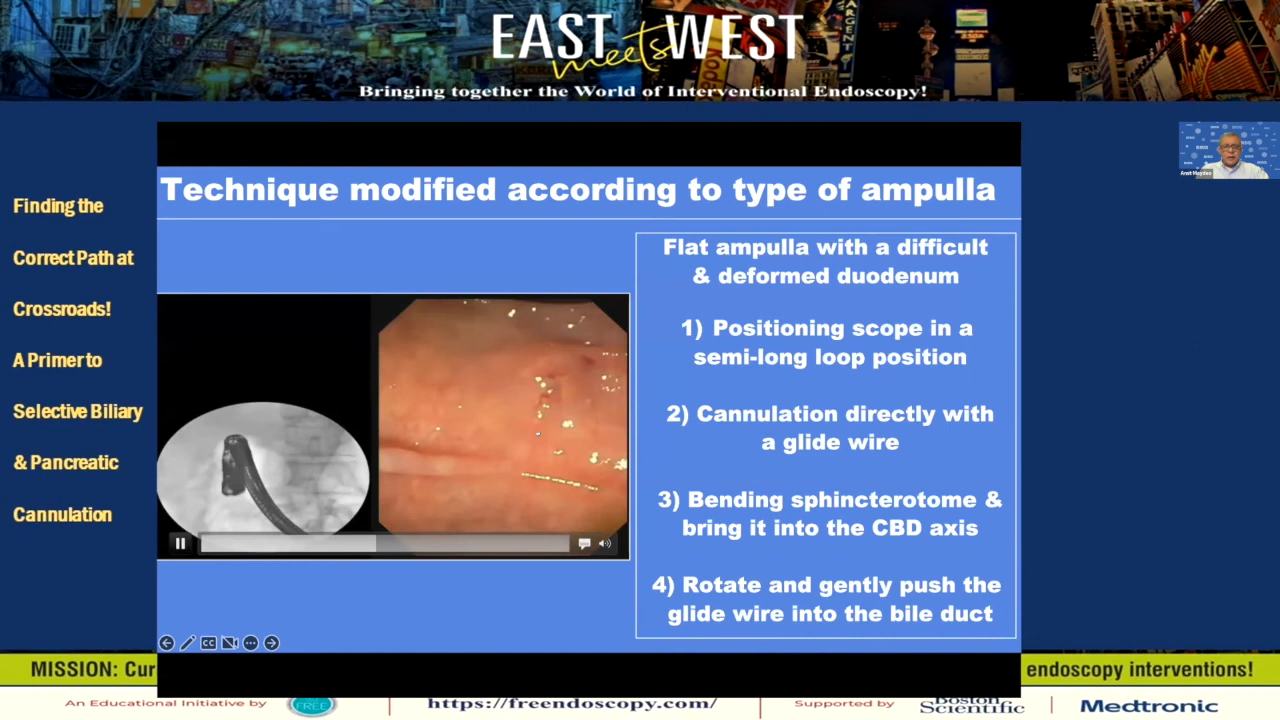 EAST meets WEST
Bringing together the World of Interventional Endoscopy!
Finding the
Correct Path at
Crossroads!
A Primer to
Selective Biliary
& Pancreatic
Cannulation
Technique modified according to type of ampulla
Flat ampulla with a difficult
& deformed duodenum
1) Positioning scope in a
semi-long loop position
2) Cannulation directly with
a glide wire
3) Bending sphincterotome &
bring it into the CBD axis
4) Rotate and gently push the
glide wire into the bile duct
CC
MISSION: Cur
endoscopy interventions!
An Educational Initiative by
FREE
https://freendoscopy.com/
Supported by
Boston
Scientific
Medtronic